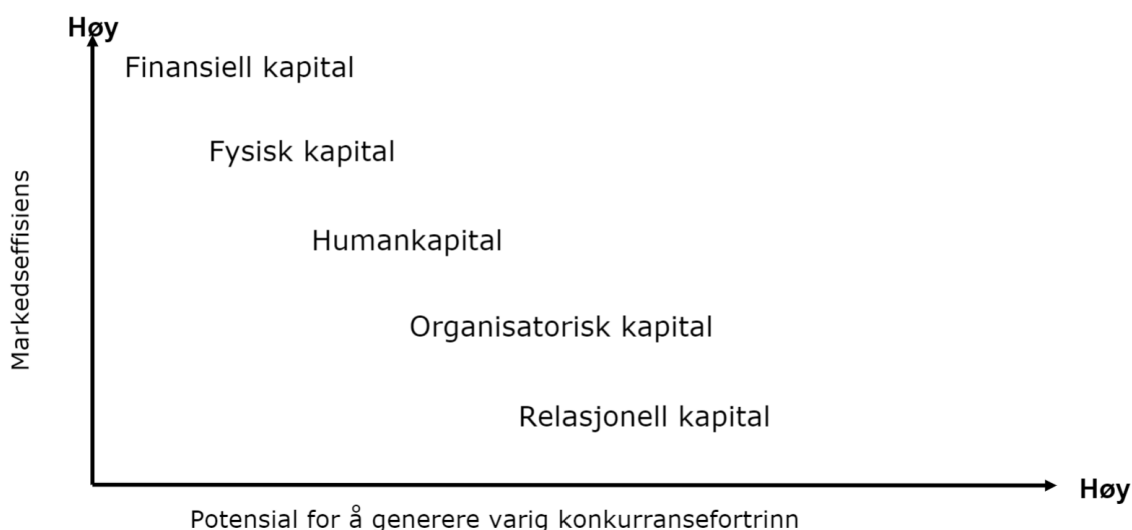 Høy
Finansiell kapital
Fysisk kapital
Markedseffisiens
Humankapital
Organisatorisk kapital
Relasjonell kapital
Høy
Potensial for å generere varig konkurransefortrinn